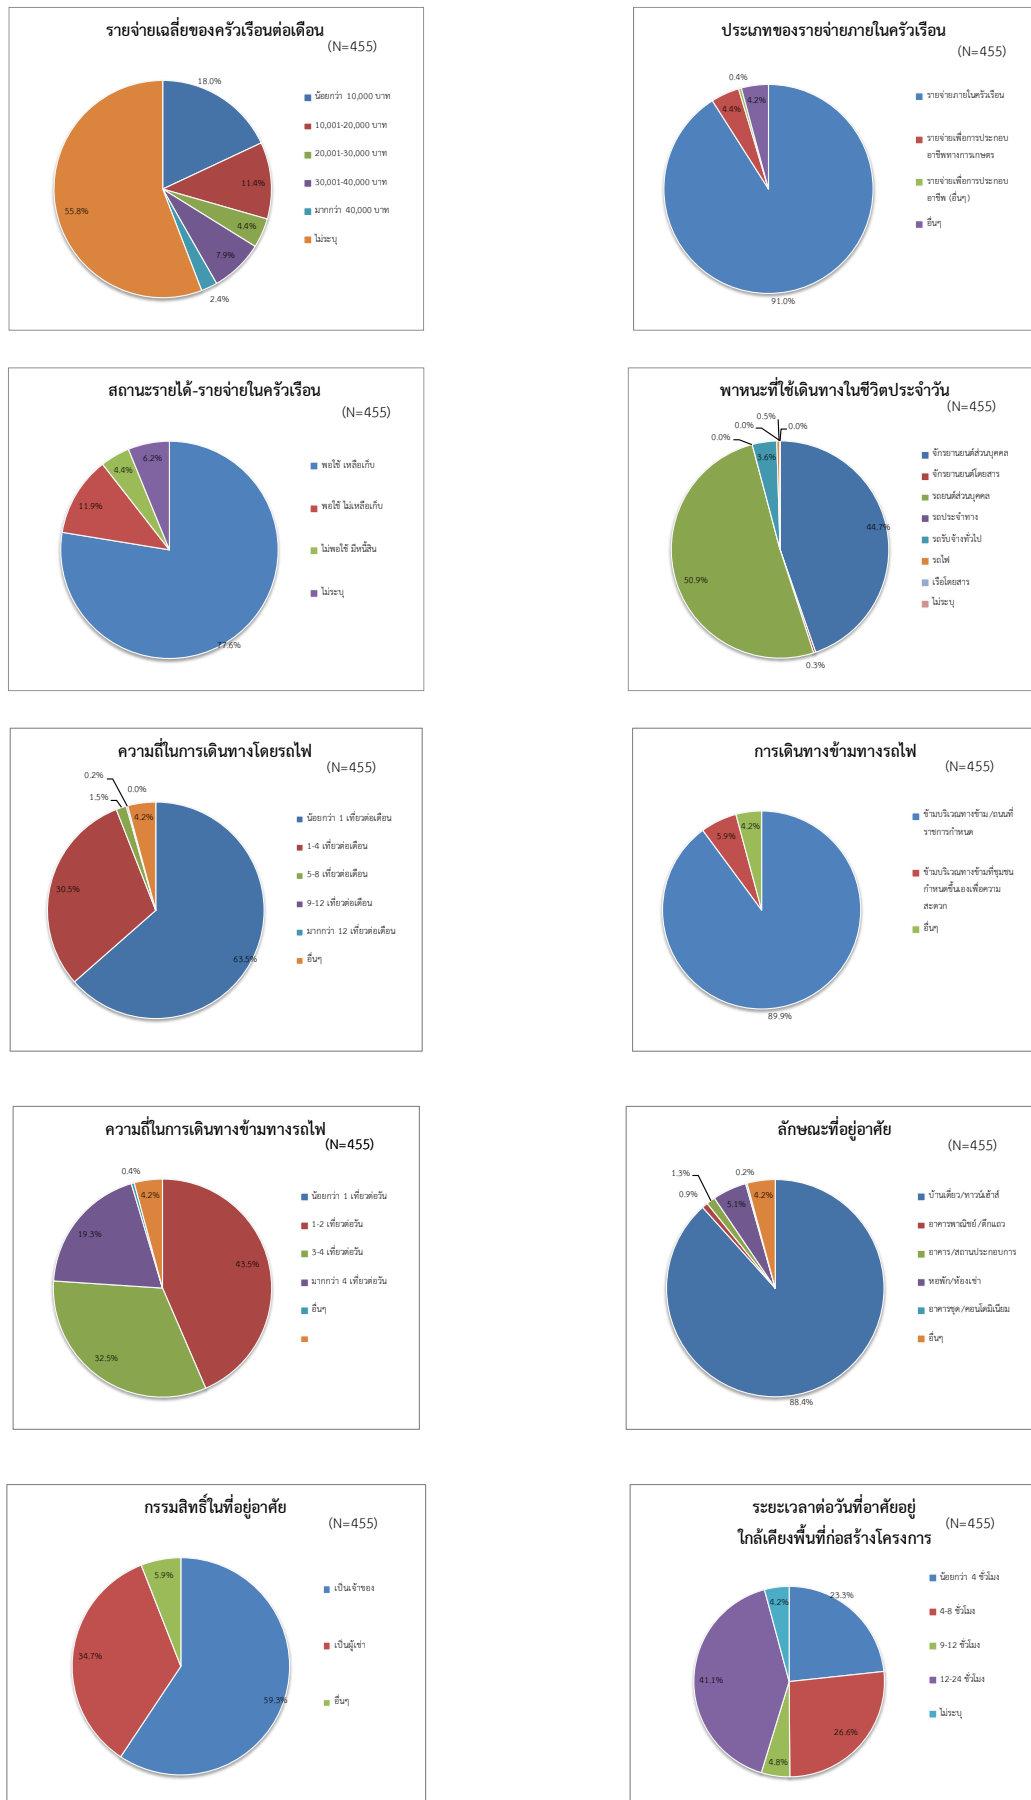 รายจ่ายเฉลี่ยของครัวเรือนต่อเดือน
(N=455)
18.0%
11.4%
4.4%
7.9%
2.4%
55.8%
น้อยกว่า 10,000 บาท
10,001-20,000 บาท
20,001-30,000 บาท
30,001-40,000 บาท
มากกว่า 40,000 บาท
ไม่ระบุ
ประเภทของรายจ่ายภายในครัวเรือน
(N=455)
0.4%
4.2%
4.4%
91.0%
รายจ่ายภายในครัวเรือน
รายจ่ายเพื่อการประกอบ
อาชีพทางการเกษตร
รายจ่ายเพื่อการประกอบ
อาชีพ (อื่นๆ)
อื่นๆ
สถานะรายได้-รายจ่ายในครัวเรือน
(N=455)
6.2%
4.4%
11.9%
77.6%
พอใช้ เหลือเก็บ
พอใช้ ไม่เหลือเก็บ
ไม่พอใช้ มีหนี้สิน
ไม่ระบุ
พาหนะที่ใช้เดินทางในชีวิตประจำวัน
(N=455)
0.5%
0.0%
0.0%
0.0%
3.6%
44.7%
50.9%
0.3%
จักรยานยนต์ส่วนบุคคล
จักรยานยนต์โดยสาร
รถยนต์ส่วนบุคคล
รถประจำทาง
รถรับจ้างทั่วไป
รถไฟ
เรือโดยสาร
ไม่ระบุ
ความถี่ในการเดินทางโดยรถไฟ
(N=455)
0.2%
0.0%
1.5%
4.2%
30.5%
63.5%
น้อยกว่า 1 เที่ยวต่อเดือน
1-4 เที่ยวต่อเดือน
5-8 เที่ยวต่อเดือน
9-12 เที่ยวต่อเดือน
มากกว่า 12 เที่ยวต่อเดือน
อื่นๆ
การเดินทางข้ามทางรถไฟ
(N=455)
4.2%
5.9%
89.9%
ข้ามบริเวณทางข้าม/ถนนที่
ราชการกำหนด
ข้ามบริเวณทางข้ามที่ชุมชน
กำหนดขึ้นเองเพื่อความ
สะดวก
อื่นๆ
ความถี่ในการเดินทางข้ามทางรถไฟ
(N=455)
0.4%
4.2%
19.3%
43.5%
32.5%
น้อยกว่า 1 เที่ยวต่อวัน
1-2 เที่ยวต่อวัน
3-4 เที่ยวต่อวัน
มากกว่า 4 เที่ยวต่อวัน
อื่นๆ
ลักษณะที่อยู่อาศัย
(N=455)
1.3%
0.2%
0.9%
4.2%
5.1%
88.4%
บ้านเดี่ยว/ทาวน์เฮ้าส์
อาคารพาณิชย์/ตึกแถว
อาคาร/สถานประกอบการ
หอพัก/ห้องเช่า
อาคารชุด/คอนโดมิเนียม
อื่นๆ
กรรมสิทธิ์ในที่อยู่อาศัย
(N=455)
5.9%
34.7%
59.3%
เป็นเจ้าของ
เป็นผู้เช่า
อื่นๆ
ระยะเวลาต่อวันที่อาศัยอยู่
ใกล้เคียงพื้นที่ก่อสร้างโครงการ
(N=455)
4.2%
23.3%
41.1%
26.6%
4.8%
น้อยกว่า 4 ชั่วโมง
4-8 ชั่วโมง
9-12 ชั่วโมง
12-24 ชั่วโมง
ไม่ระบุ